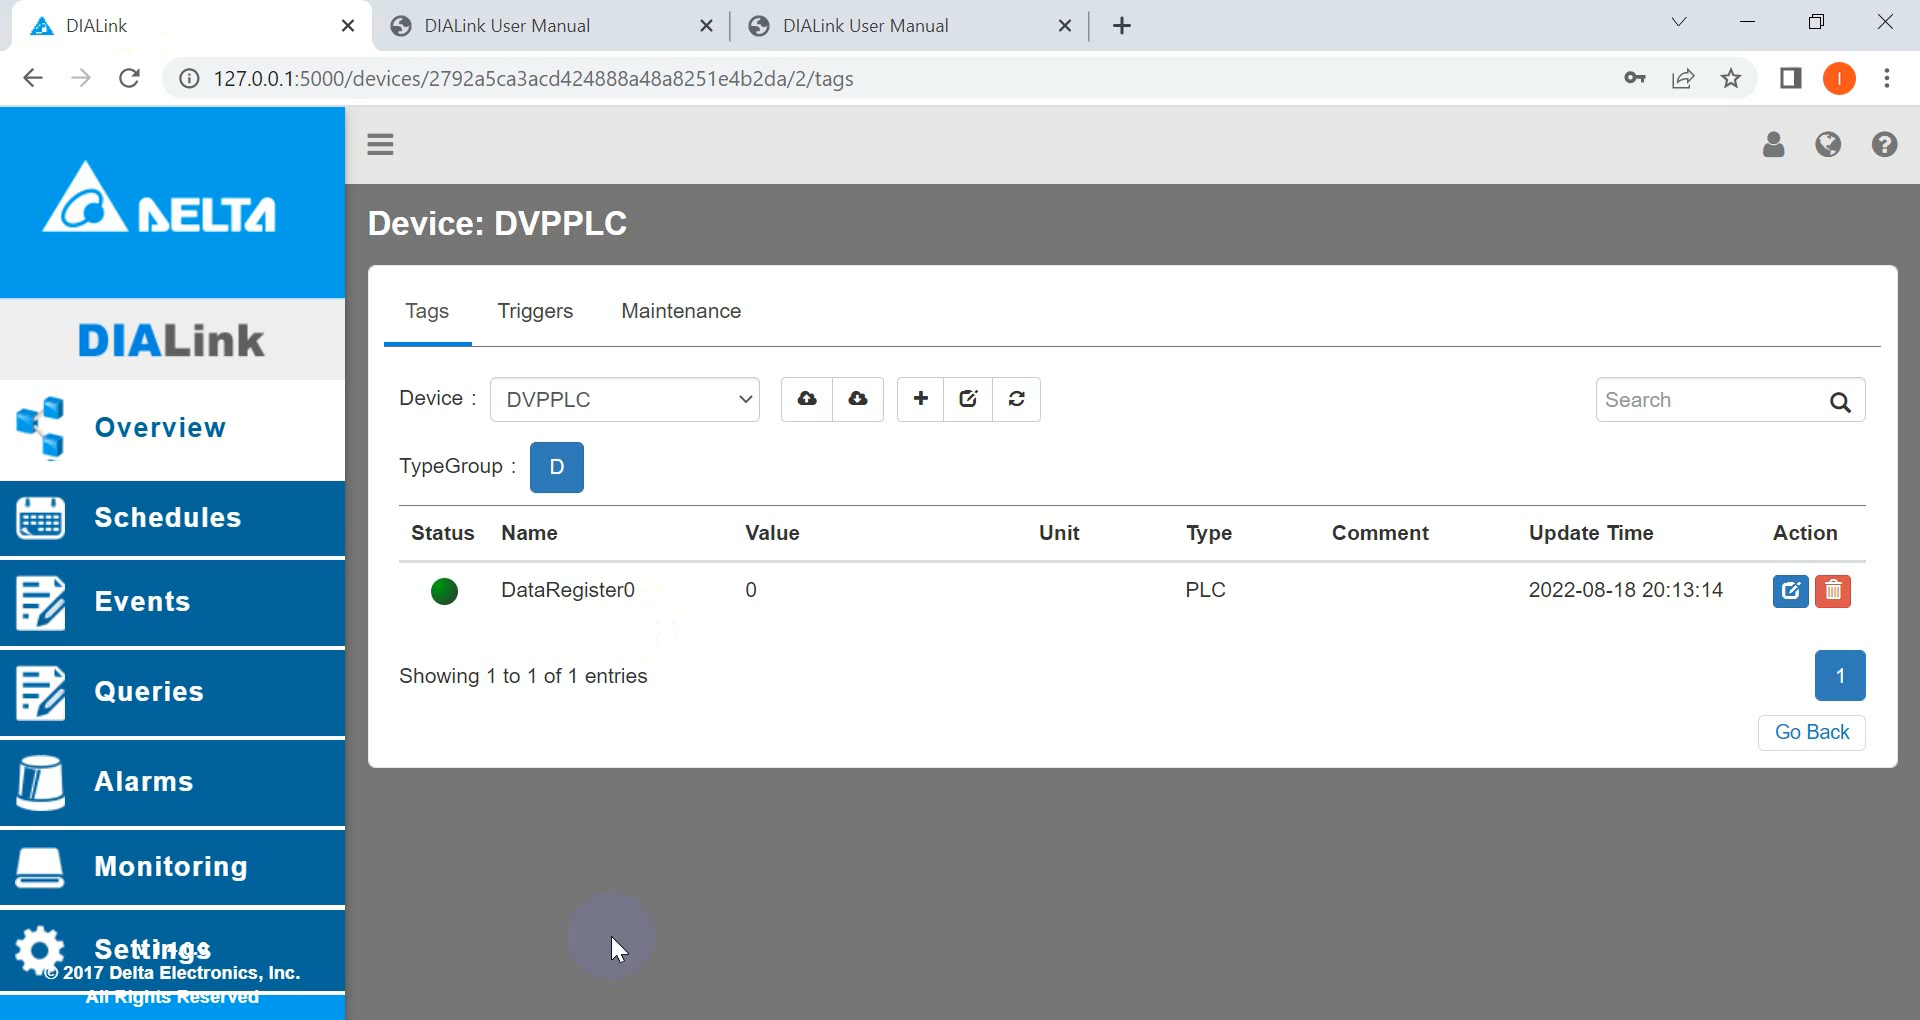 DIALink
DIALink User Manual
DIALink User Manual
127.0.0.1:5000/devices/2792a5ca3acd424888a48a8251e4b2da/2/tags
I
DELTA
DIALink
Overview
Schedules
Events
Queries
Alarms
Monitoring
Settings
© 2017 Delta Electronics, Inc.
All Rights Reserved
Device: DVPPLC
Tags Triggers Maintenance
Device : DVPPLC Search
TypeGroup : D
Status Name Value Unit Type Comment Update Time Action
DataRegister0 0 PLC 2022-08-18 20:13:14
Showing 1 to 1 of 1 entries 1
Go Back